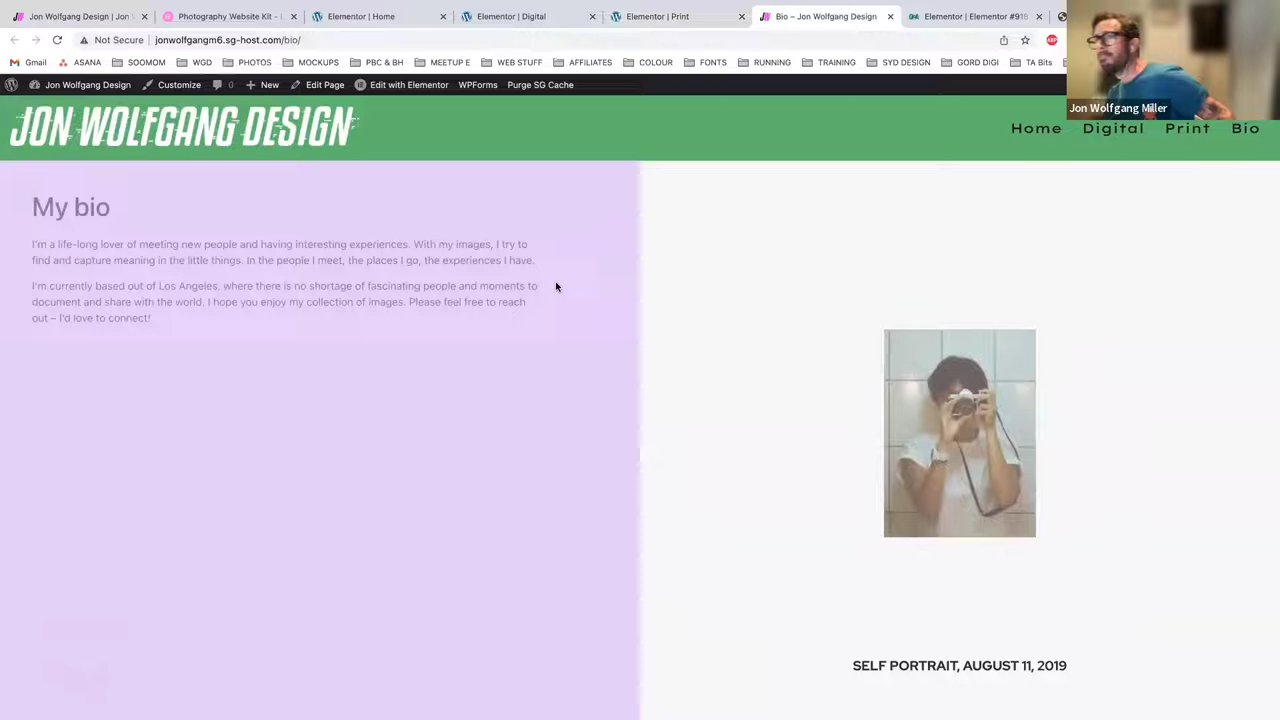 Jon Wolfgang Design | Jon W
Photography Website Kit - L
Elementor | Home
Elementor | Digital
Elementor | Print
Bio – Jon Wolfgang Design
Elementor | Elementor #918
Not Secure
jonwolfgangm6.sg-host.com/bio/
ABP
Gmail
ASANA
SOOMOM
WGD
PHOTOS
MOCKUPS
PBC & BH
MEETUP E
WEB STUFF
AFFILIATES
COLOUR
FONTS
RUNNING
TRAINING
SYD DESIGN
GORD DIGI
TA Bits
Jon Wolfgang Design
Customize
0
New
Edit Page
Edit with Elementor
WPForms
Purge SG Cache
Jon Wolfgang Miller
JON WOLFGANG DESIGN
Home
Digital
Print
Bio
My bio
I'm a life-long lover of meeting new people and having interesting experiences. With my images, I try to
find and capture meaning in the little things. In the people I meet, the places I go, the experiences I have.
I'm currently based out of Los Angeles, where there is no shortage of fascinating people and moments to
document and share with the world. I hope you enjoy my collection of images. Please feel free to reach
out – I'd love to connect!
SELF PORTRAIT, AUGUST 11, 2019